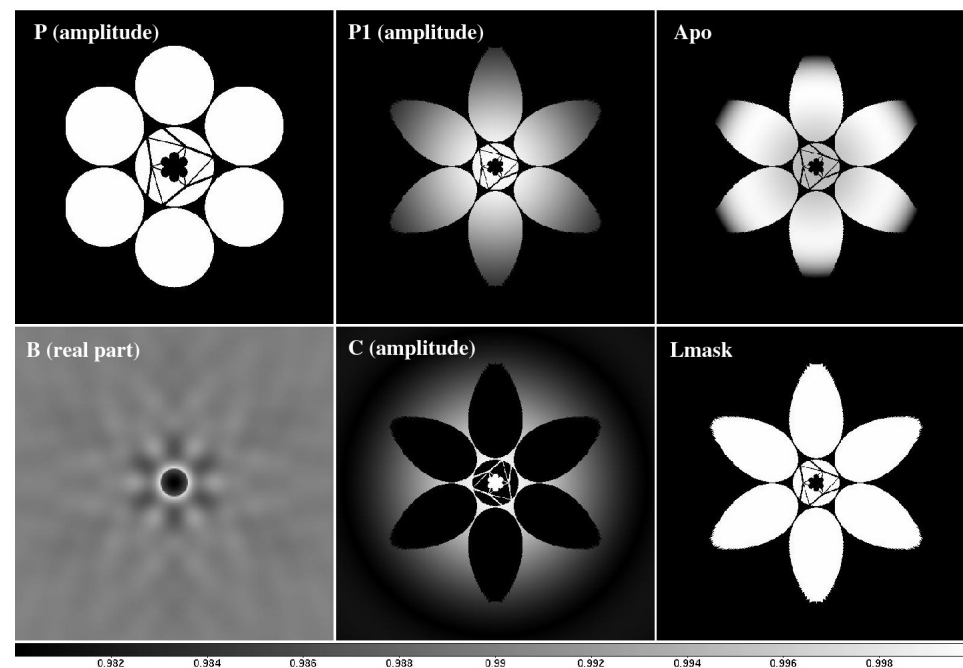 P (amplitude)
P1 (amplitude)
Apo
B (real part)
C (amplitude)
Lmask
0.982 0.984 0.986 0.988 0.99 0.992 0.994 0.996 0.998